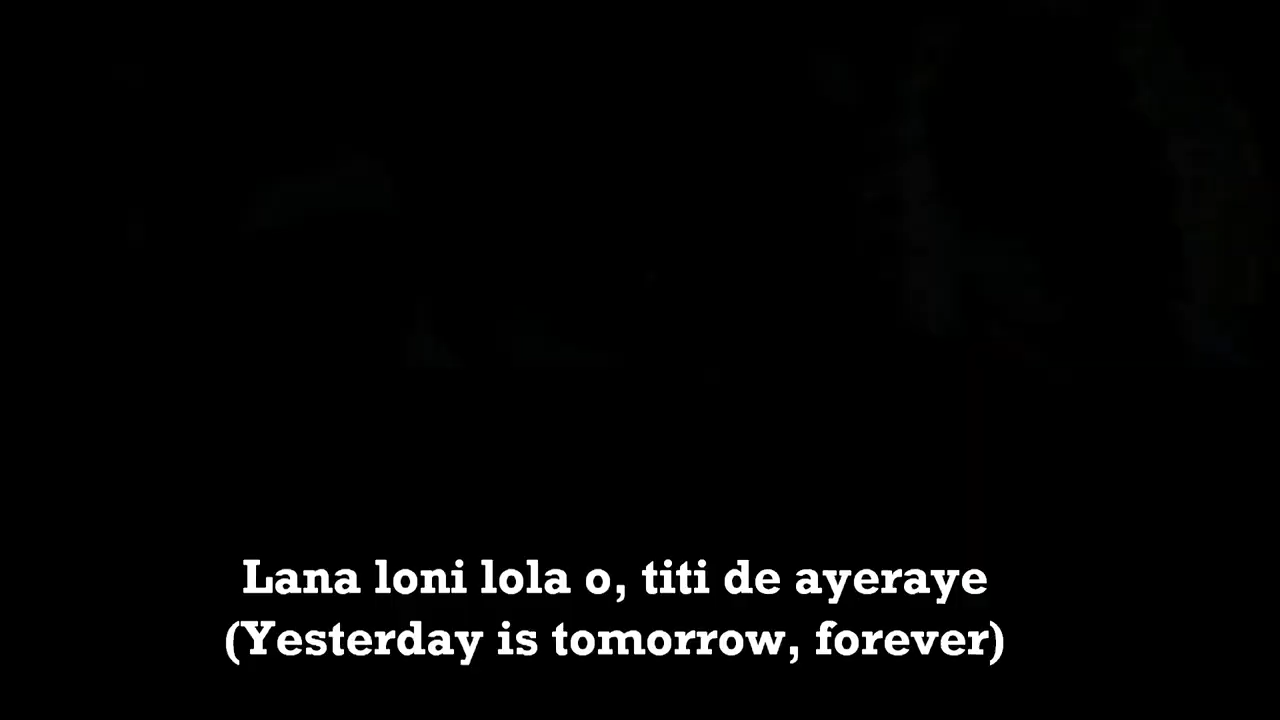 Lana loni lola o, titi de ayeraye
(Yesterday is tomorrow, forever)